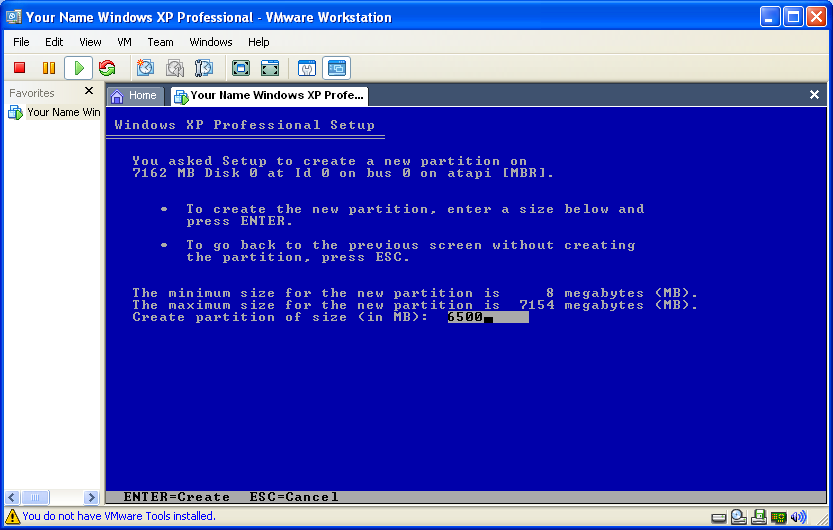 Your Name Windows XP Professional - VMware Workstation
File Edit View VM Team Windows Help
Favorites
Home
Your Name Windows XP Profe...
Your Name Win
Windows XP Professional Setup
You asked Setup to create a new partition on
7162 MB Disk 0 at Id 0 on bus 0 on atapi [MBR].
• To create the new partition, enter a size below and
press ENTER.
• To go back to the previous screen without creating
the partition, press ESC.
The minimum size for the new partition is 8 megabytes (MB).
The maximum size for the new partition is 7154 megabytes (MB).
Create partition of size (in MB): 6500
ENTER=Create ESC=Cancel
You do not have VMware Tools installed.